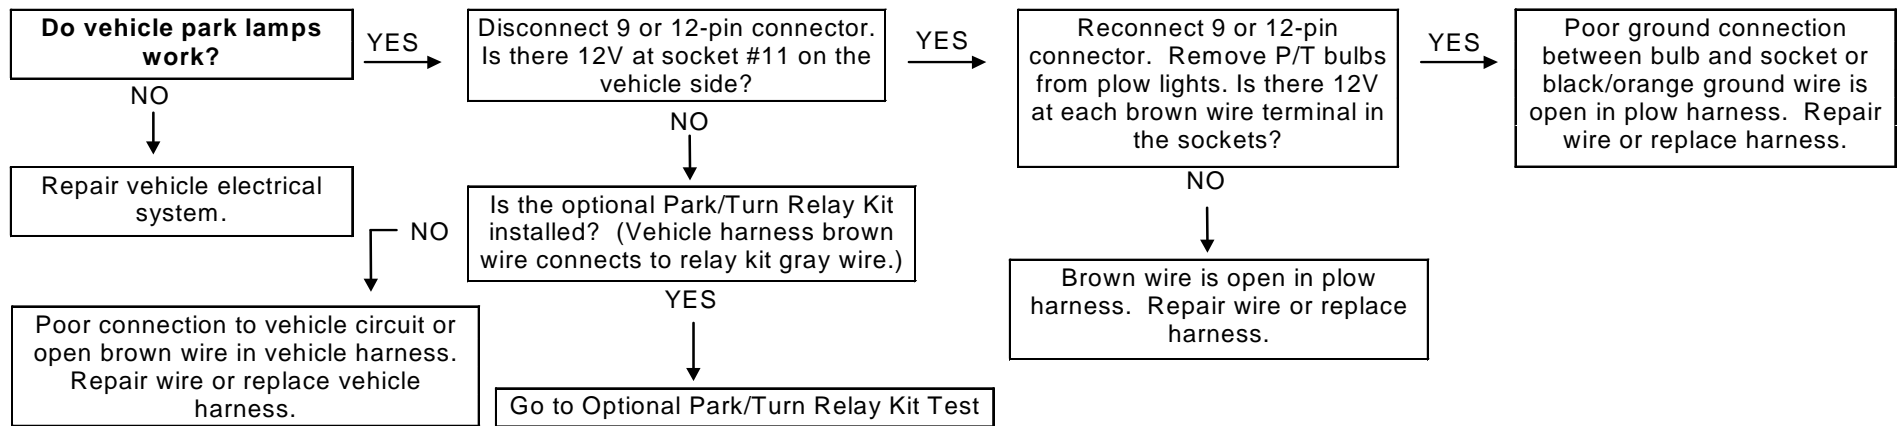 Do vehicle park lamps
work?
YES
Disconnect 9 or 12-pin connector.
Is there 12V at socket #11 on the
vehicle side?
YES
Reconnect 9 or 12-pin
connector. Remove P/T bulbs
from plow lights. Is there 12V
at each brown wire terminal in
the sockets?
YES
Poor ground connection
between bulb and socket or
black/orange ground wire is
open in plow harness. Repair
wire or replace harness.
NO
Repair vehicle electrical
system.
NO
Is the optional Park/Turn Relay Kit
installed? (Vehicle harness brown
wire connects to relay kit gray wire.)
NO
Poor connection to vehicle circuit or
open brown wire in vehicle harness.
Repair wire or replace vehicle
harness.
YES
Go to Optional Park/Turn Relay Kit Test
NO
Brown wire is open in plow
harness. Repair wire or replace
harness.